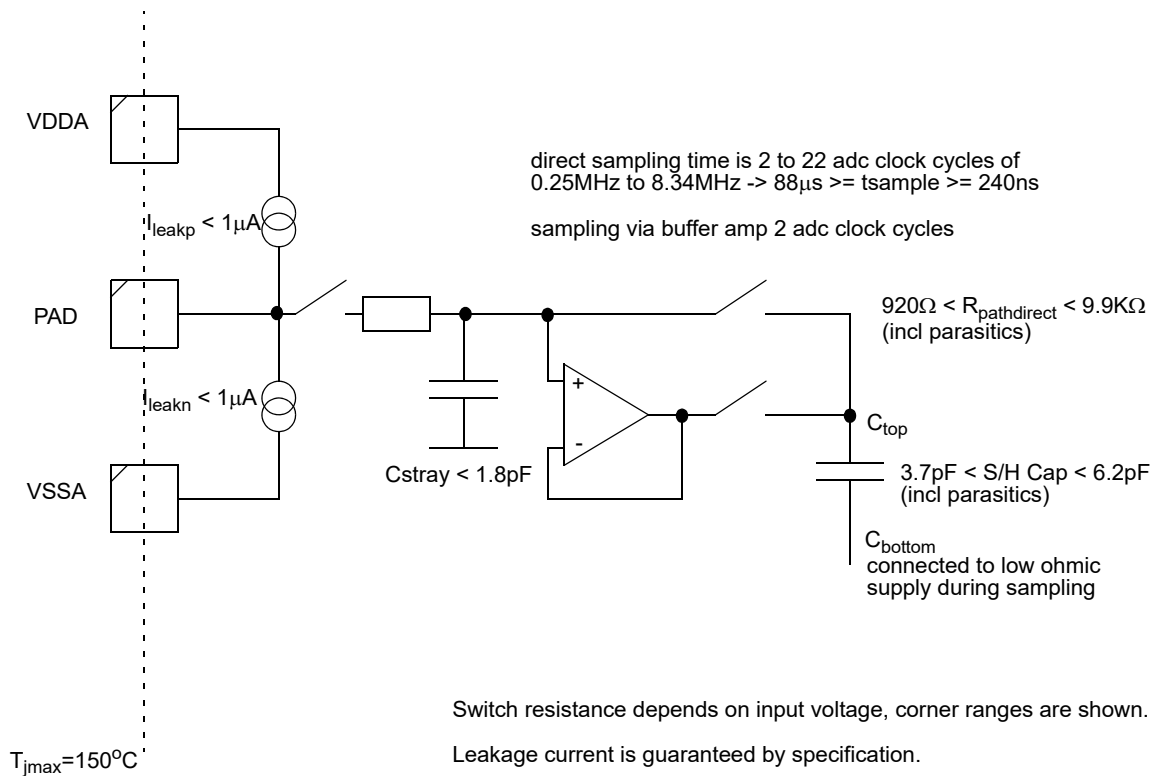 VDDA
direct sampling time is 2 to 22 adc clock cycles of
0.25MHz to 8.34MHz -> 88μs >= tsample >= 240ns
Ileakp < 1μA
sampling via buffer amp 2 adc clock cycles
PAD
920Ω < Rpathdirect < 9.9KΩ
(incl parasitics)
Ileakn < 1μA
+
-
Ctop
Cstray < 1.8pF
3.7pF < S/H Cap < 6.2pF
(incl parasitics)
VSSA
Cbottom
connected to low ohmic
supply during sampling
Switch resistance depends on input voltage, corner ranges are shown.
Leakage current is guaranteed by specification.
Tjmax=150oC